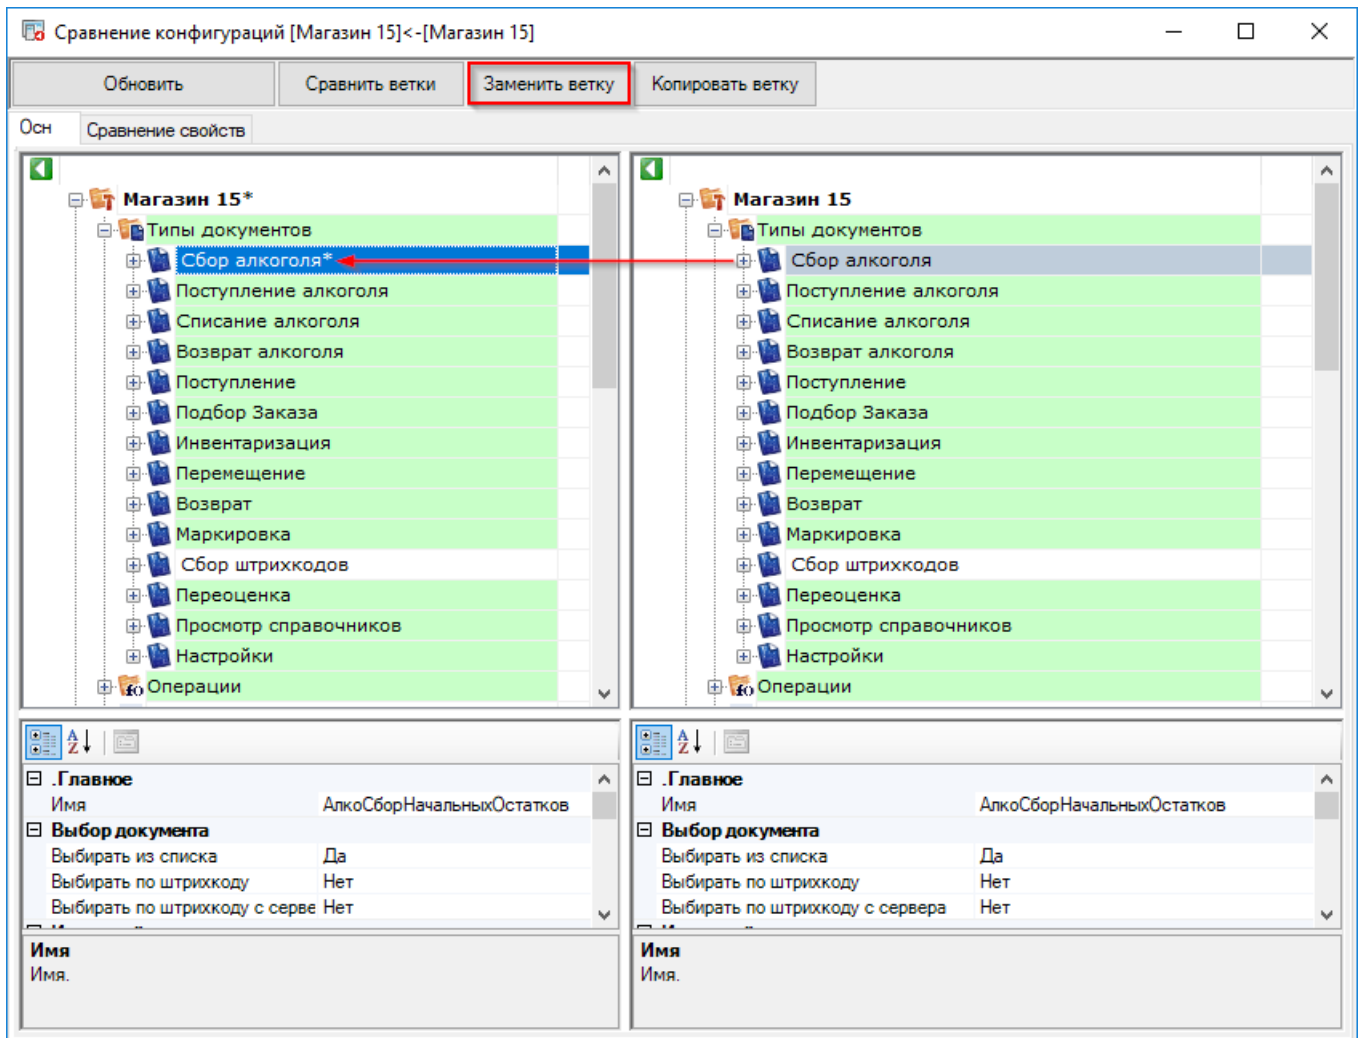 Сравнение конфигураций [Магазин 15]<-[Магазин 15]
Обновить Сравнить ветки Заменить ветку Копировать ветку
Осн Сравнение свойств
Магазин 15*
Типы документов
Сбор алкоголя*
Поступление алкоголя
Списание алкоголя
Возврат алкоголя
Поступление
Подбор Заказа
Инвентаризация
Перемещение
Возврат
Маркировка
Сбор штрихкодов
Переоценка
Просмотр справочников
Настройки
Операции
Магазин 15
Типы документов
Сбор алкоголя
Поступление алкоголя
Списание алкоголя
Возврат алкоголя
Поступление
Подбор Заказа
Инвентаризация
Перемещение
Возврат
Маркировка
Сбор штрихкодов
Переоценка
Просмотр справочников
Настройки
Операции
.Главное
Имя АлкоСборНачальныхОстатков
Выбор документа
Выбирать из списка Да
Выбирать по штрихкоду Нет
Выбирать по штрихкоду с серве Нет
Имя
Имя.
.Главное
Имя АлкоСборНачальныхОстатков
Выбор документа
Выбирать из списка Да
Выбирать по штрихкоду Нет
Выбирать по штрихкоду с сервера Нет
Имя
Имя.